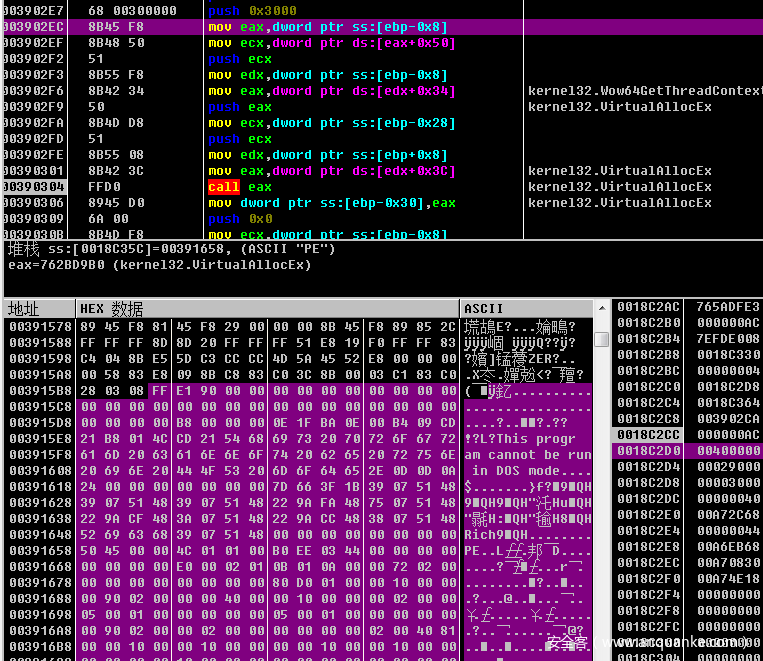 003902E7 68 00300000 push 0x3000
003902EC 8B45 F8 mov eax,dword ptr ss:[ebp-0x8]
003902EF 8B48 50 mov ecx,dword ptr ds:[eax+0x50]
003902F2 51 push ecx
003902F3 8B55 F8 mov edx,dword ptr ss:[ebp-0x8]
003902F6 8B42 34 mov eax,dword ptr ds:[edx+0x34] kernel32.Wow64GetThreadContext
003902F9 50 push eax kernel32.VirtualAllocEx
003902FA 8B4D D8 mov ecx,dword ptr ss:[ebp-0x28]
003902FD 51 push ecx
003902FE 8B55 08 mov edx,dword ptr ss:[ebp+0x8]
00390301 8B42 3C mov eax,dword ptr ds:[edx+0x3C] kernel32.VirtualAllocEx
00390304 FFD0 call eax kernel32.VirtualAllocEx
00390306 8945 D0 mov dword ptr ss:[ebp-0x30],eax kernel32.VirtualAllocEx
00390309 6A 00 push 0x0
0039030B 8B4D F8 mov ecx,dword ptr ss:[ebp-0x8]
堆栈 ss:[0018C35C]=00391658, (ASCII "PE")
eax=762BD9B0 (kernel32.VirtualAllocEx)
地址 HEX 数据 ASCII
00391578 89 45 F8 81 45 F8 29 00 00 00 8B 45 F8 89 85 2C
00391588 FF FF FF 8D 8D 20 FF FF FF 51 E8 19 F0 FF FF 83
00391598 C4 04 8B E5 5D C3 CC CC 4D 5A 45 52 E8 00 00 00
003915A8 00 58 83 E8 09 8B C8 83 C0 3C 8B 00 03 C1 83 C0
003915B8 28 03 08 FF E1 90 00 00 00 00 00 00 00 00 00 00
003915C8 00 00 00 00 00 00 00 00 00 00 00 00 00 00 00 00
003915D8 00 00 00 00 B8 00 00 00 0E 1F BA 0E 00 B4 09 CD
003915E8 21 B8 01 4C CD 21 54 68 69 73 20 70 72 6F 67 72 !?L?This progr
003915F8 61 6D 20 63 61 6E 6E 6F 74 20 62 65 20 72 75 6E am cannot be run
00391608 20 69 6E 20 44 4F 53 20 6D 6F 64 65 2E 0D 0D 0A in DOS mode....
00391618 24 00 00 00 00 00 00 00 7D 66 3F 1B 39 07 51 48
00391628 39 07 51 48 39 07 51 48 22 9A FA 48 75 07 51 48
00391638 22 9A CF 48 3A 07 51 48 22 9A CC 48 38 07 51 48
00391648 52 69 63 68 39 07 51 48 00 00 00 00 00 00 00 00
00391658 50 45 00 00 4C 01 01 00 B0 EE 03 44 00 00 00 00
00391668 00 00 00 00 E0 00 02 01 0B 01 0A 00 00 72 02 00
00391678 00 00 00 00 00 00 00 00 80 D0 01 00 00 10 00 00
00391688 00 90 02 00 00 00 40 00 00 10 00 00 00 02 00 00
00391698 05 00 01 00 00 00 00 00 05 00 01 00 00 00 00 00
003916A8 00 90 02 00 00 02 00 00 00 00 00 00 02 00 40 81
003916B8 00 00 10 00 00 10 00 00 00 00 10 00 00 10 00 00
0018C2AC 765ADFE3
0018C2B0 000000AC
0018C2B4 7EFDE008
0018C2B8 0018C330
0018C2BC 00000004
0018C2C0 0018C2D8
0018C2C4 0018C364
0018C2C8 003902CA
0018C2CC 000000AC
0018C2D0 00400000
0018C2D4 00029000
0018C2D8 00003000
0018C2DC 00000040
0018C2E0 00A72C68
0018C2E4 00000044
0018C2E8 00A6EB68
0018C2EC 00A70830
0018C2F0 00A74E18
0018C2F4 00000000
0018C2F8 00000000
0018C2FC 00000000
0018C300 00000000
安全客 ( www.anquanke.com )